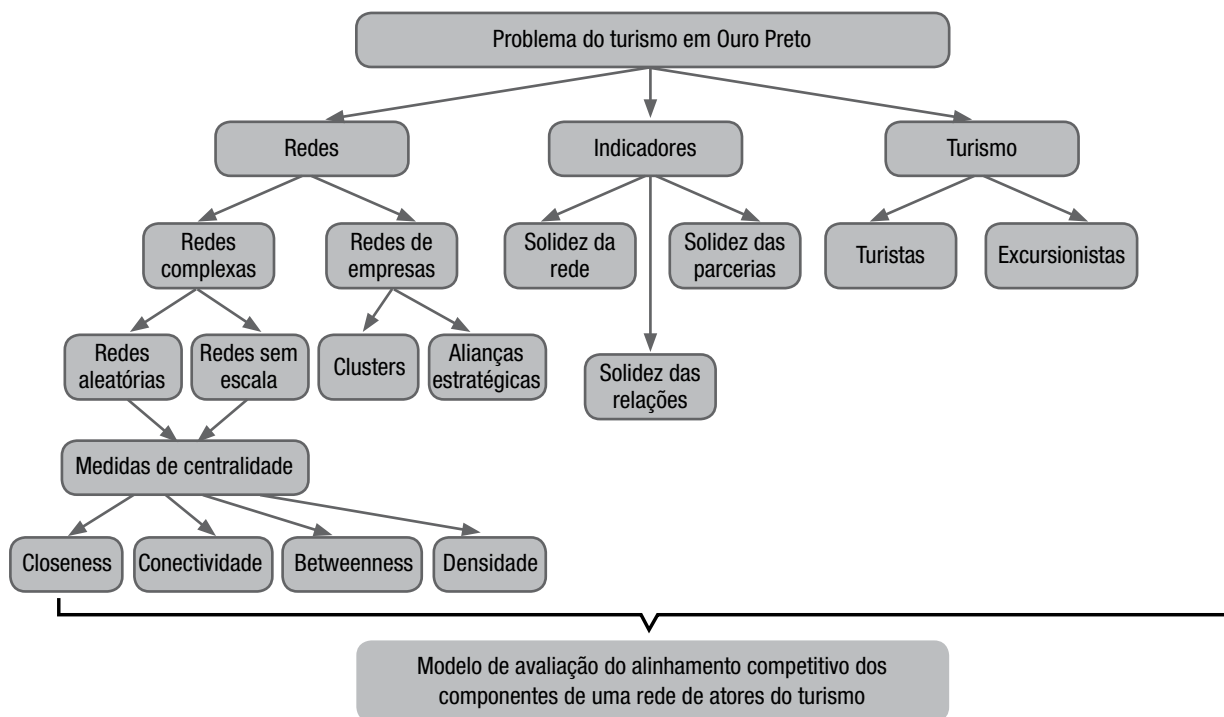 Problema do turismo em Ouro Preto
Redes
Indicadores
Turismo
Redes
complexas
Redes de
empresas
Solidez da
rede
Solidez das
parcerias
Turistas
Excursionistas
Redes
aleatórias
Redes sem
escala
Clusters
Alianças
estratégicas
Solidez das
relações
Medidas de centralidade
Closeness
Conectividade
Betweenness
Densidade
Modelo de avaliação do alinhamento competitivo dos
componentes de uma rede de atores do turismo